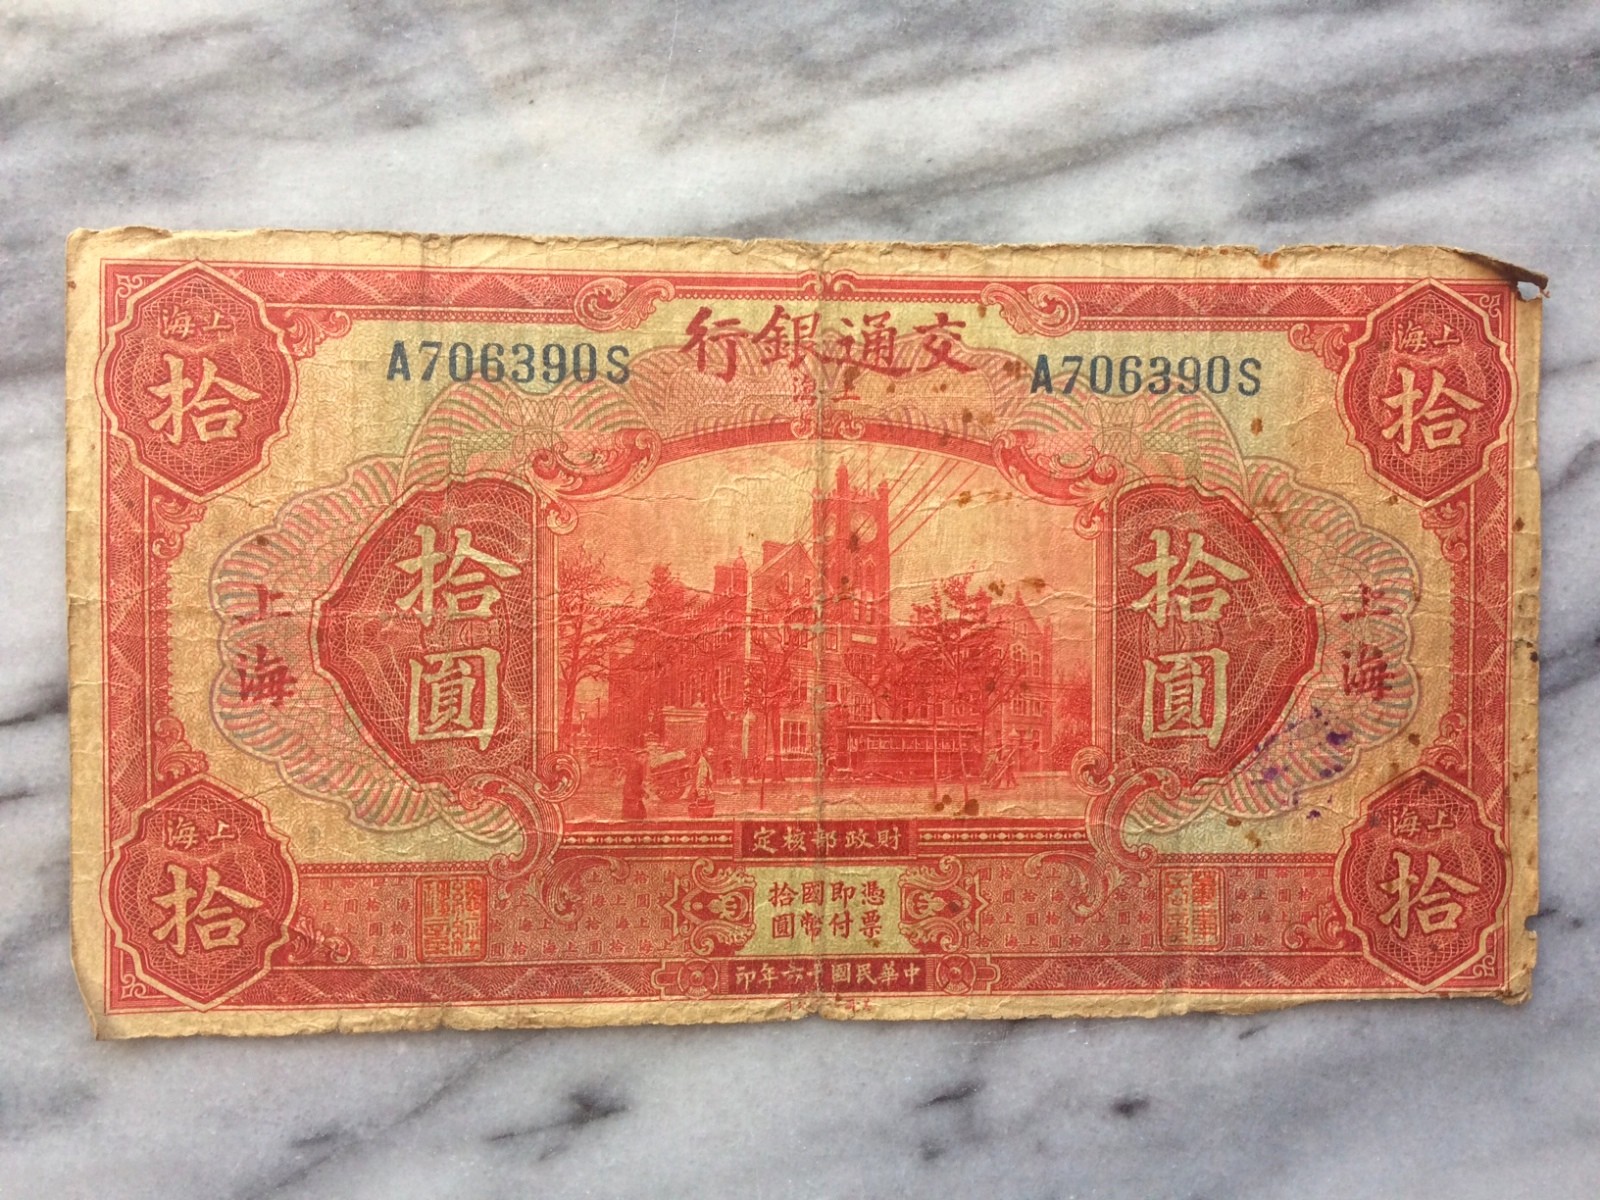 上海
拾
上海
拾
交通銀行
A706390S
A706390S
上海
拾圓
拾圓
上海
上海
財政部核定
上海
拾
上海
拾
憑票
即付
國幣
拾圓
中華民國十六年印